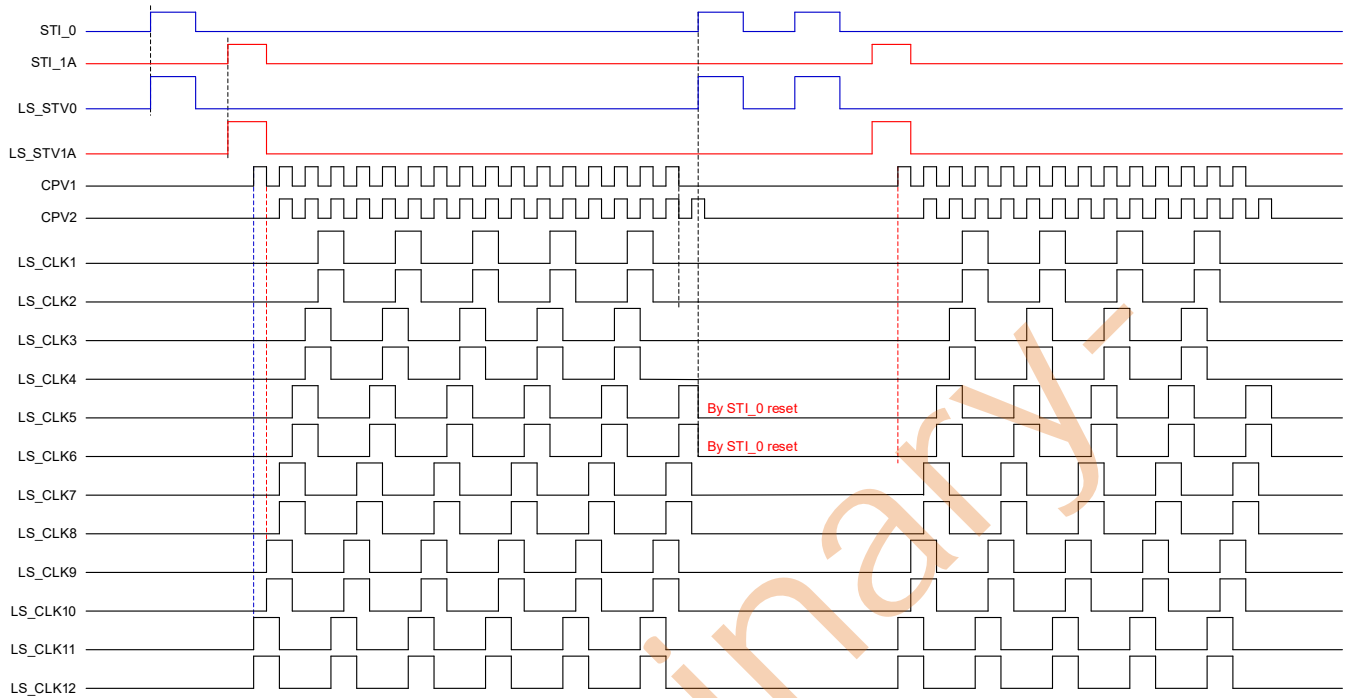 STI_0
STI_1A
LS_STV0
LS_STV1A
CPV1
CPV2
LS_CLK1
LS_CLK2
LS_CLK3
LS_CLK4
LS_CLK5
By STI_0 reset
LS_CLK6
By STI_0 reset
LS_CLK7
LS_CLK8
LS_CLK9
LS_CLK10
LS_CLK11
LS_CLK12
inary-